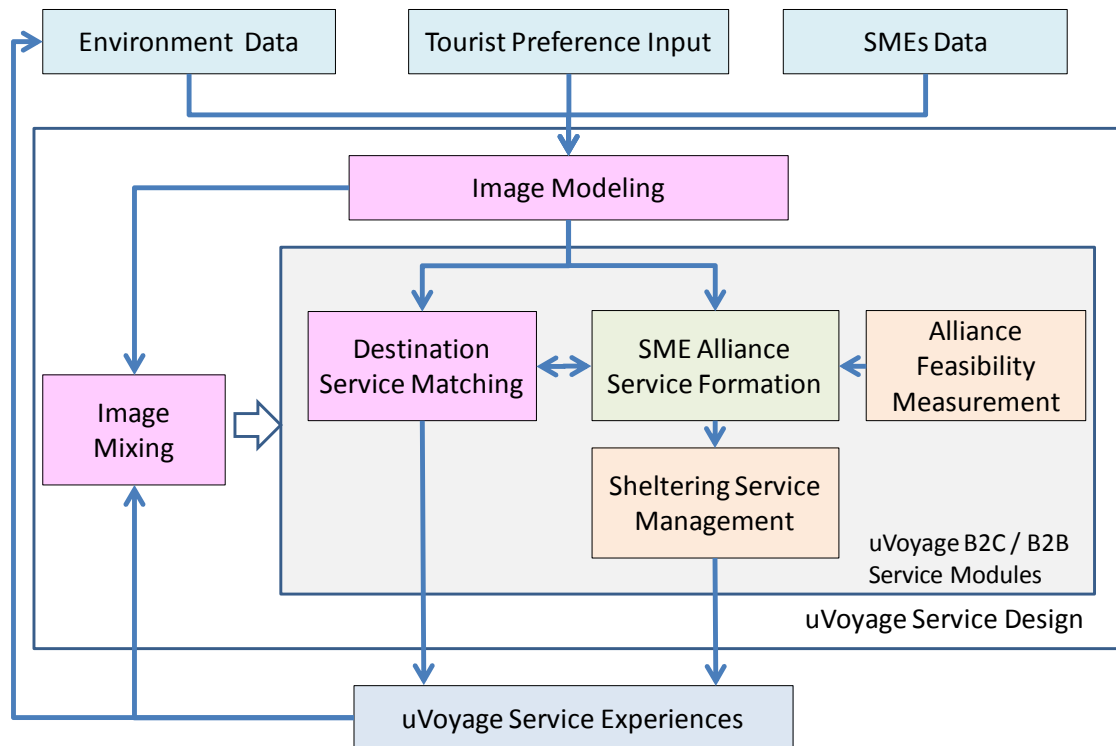 Environment Data
Tourist Preference Input
SMEs Data
Image Modeling
Destination
Service Matching
SME Alliance
Service Formation
Alliance
Feasibility
Measurement
Image
Mixing
Sheltering Service
Management
uVoyage B2C / B2B
Service Modules
uVoyage Service Design
uVoyage Service Experiences